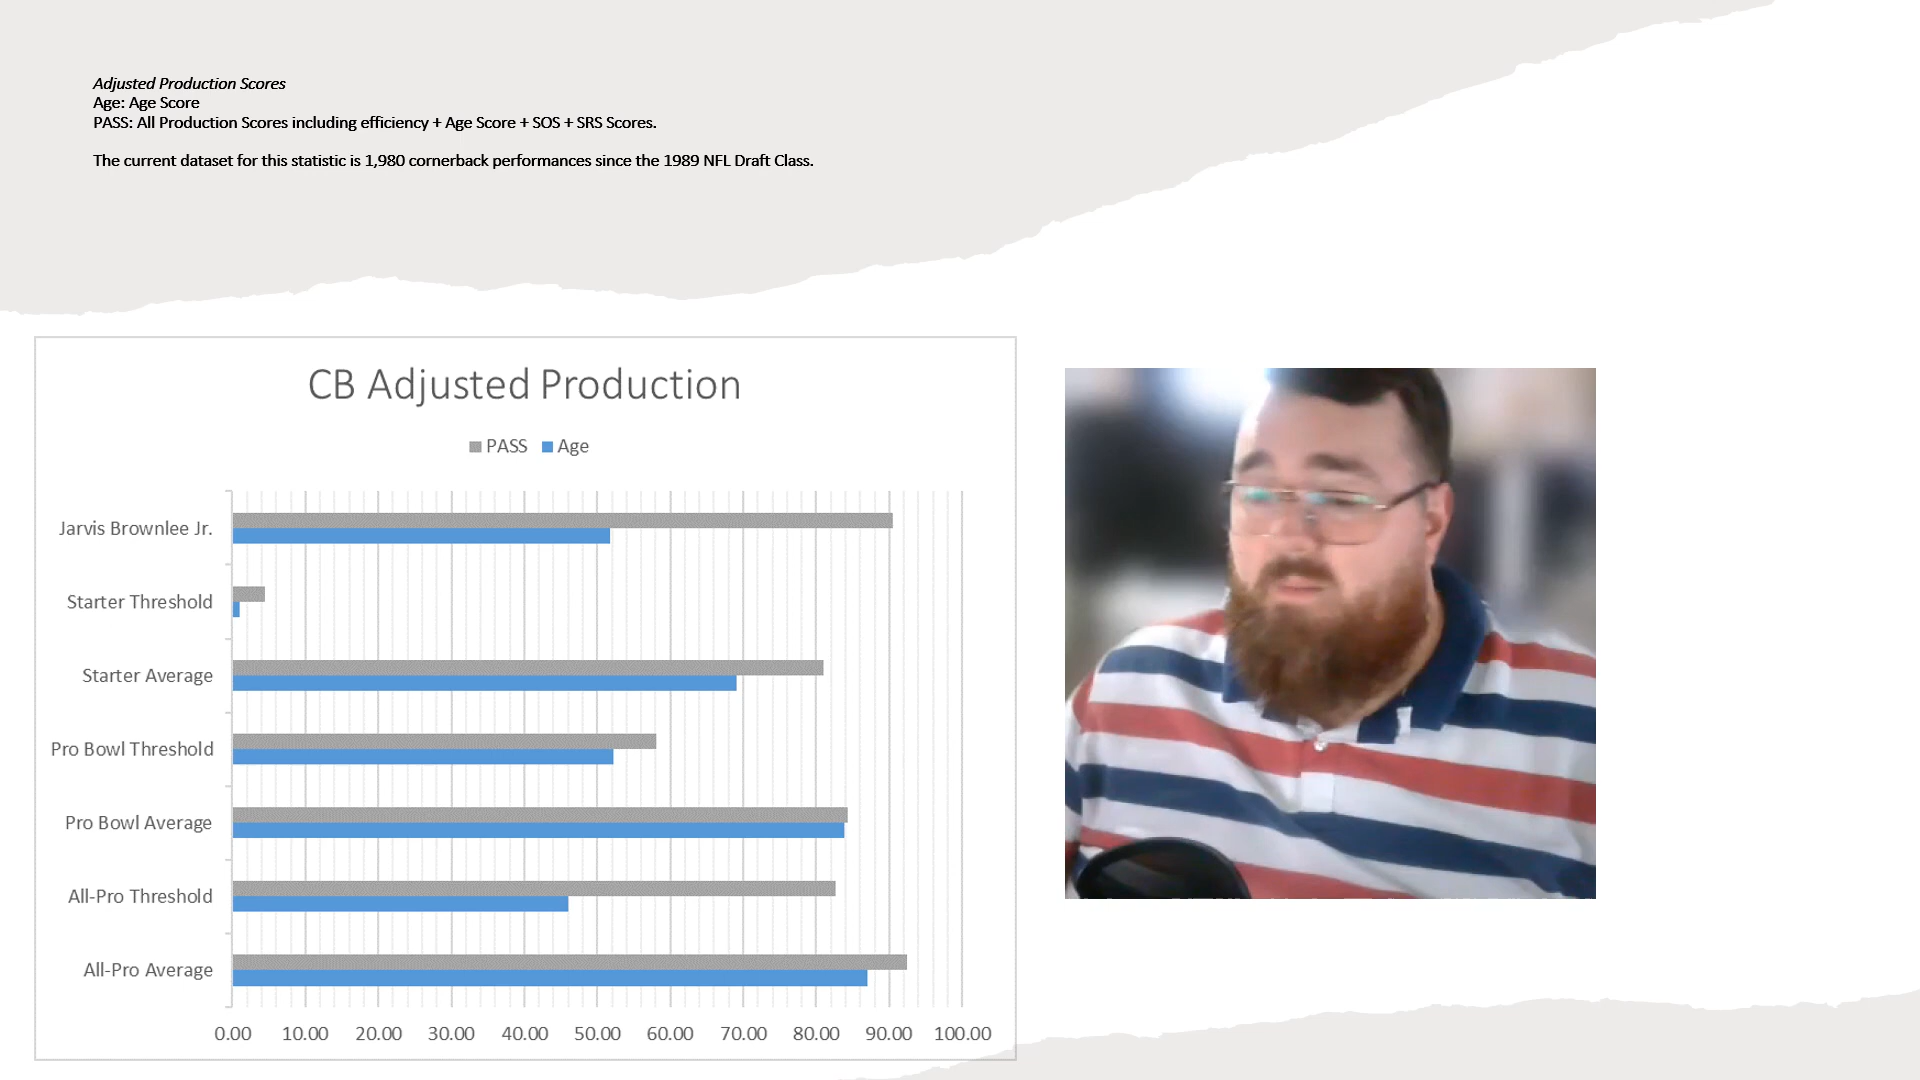 Adjusted Production Scores
Age: Age Score
PASS: All Production Scores including efficiency + Age Score + SOS + SRS Scores.
The current dataset for this statistic is 1,980 cornerback performances since the 1989 NFL Draft Class.
CB Adjusted Production
PASS Age
Jarvis Brownlee Jr.
Starter Threshold
Starter Average
Pro Bowl Threshold
Pro Bowl Average
All-Pro Threshold
All-Pro Average
0.00 10.00 20.00 30.00 40.00 50.00 60.00 70.00 80.00 90.00 100.00